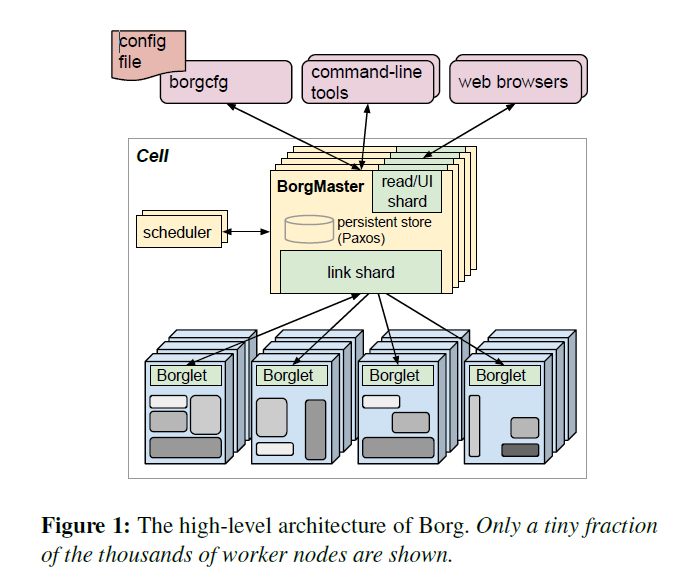 config
file
borgcfg
command-line
tools
web browsers
Cell
BorgMaster
read/UI
shard
persistent store
(Paxos)
scheduler
link shard
Borglet
Borglet
Borglet
Borglet
Figure 1: The high-level architecture of Borg. Only a tiny fraction
of the thousands of worker nodes are shown.